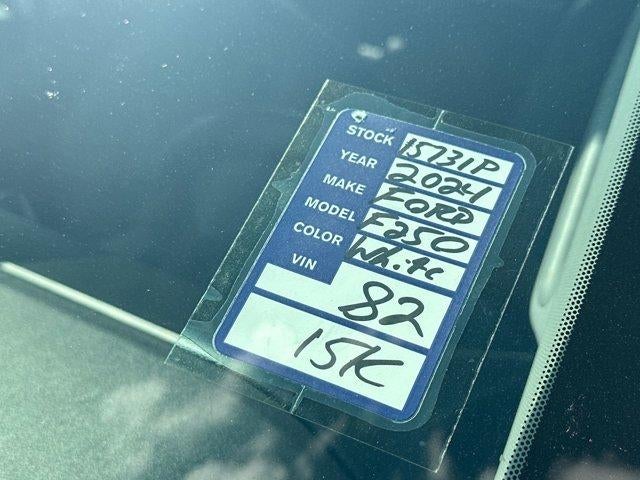 STOCK 15731P
YEAR 2024
MAKE FORD
MODEL F250
COLOR White
VIN
82
15K